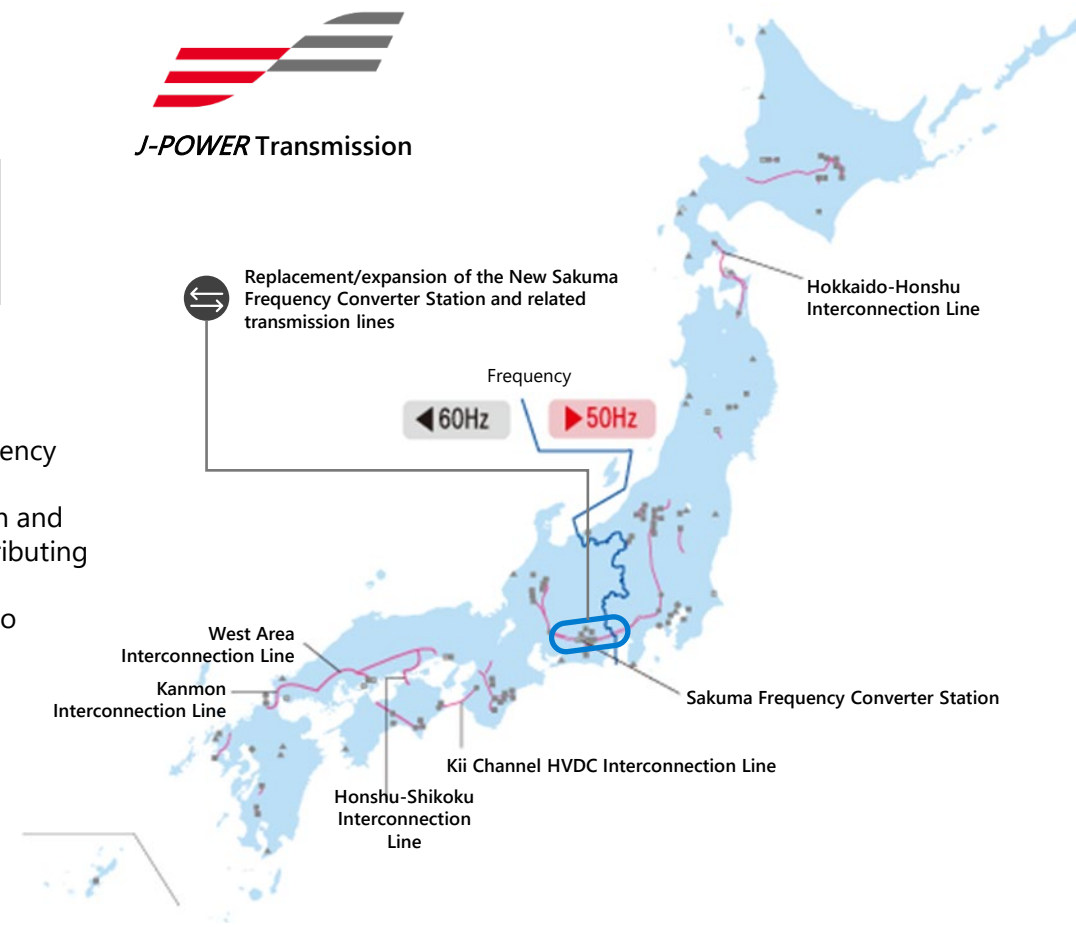 J-POWER Transmission
Replacement/expansion of the New Sakuma
Frequency Converter Station and related
transmission lines
Hokkaido-Honshu
Interconnection Line
Frequency
60Hz
50Hz
ency
n and
ributing
o
West Area
Interconnection Line
Kanmon
Interconnection Line
Sakuma Frequency Converter Station
Kii Channel HVDC Interconnection Line
Honshu-Shikoku
Interconnection
Line